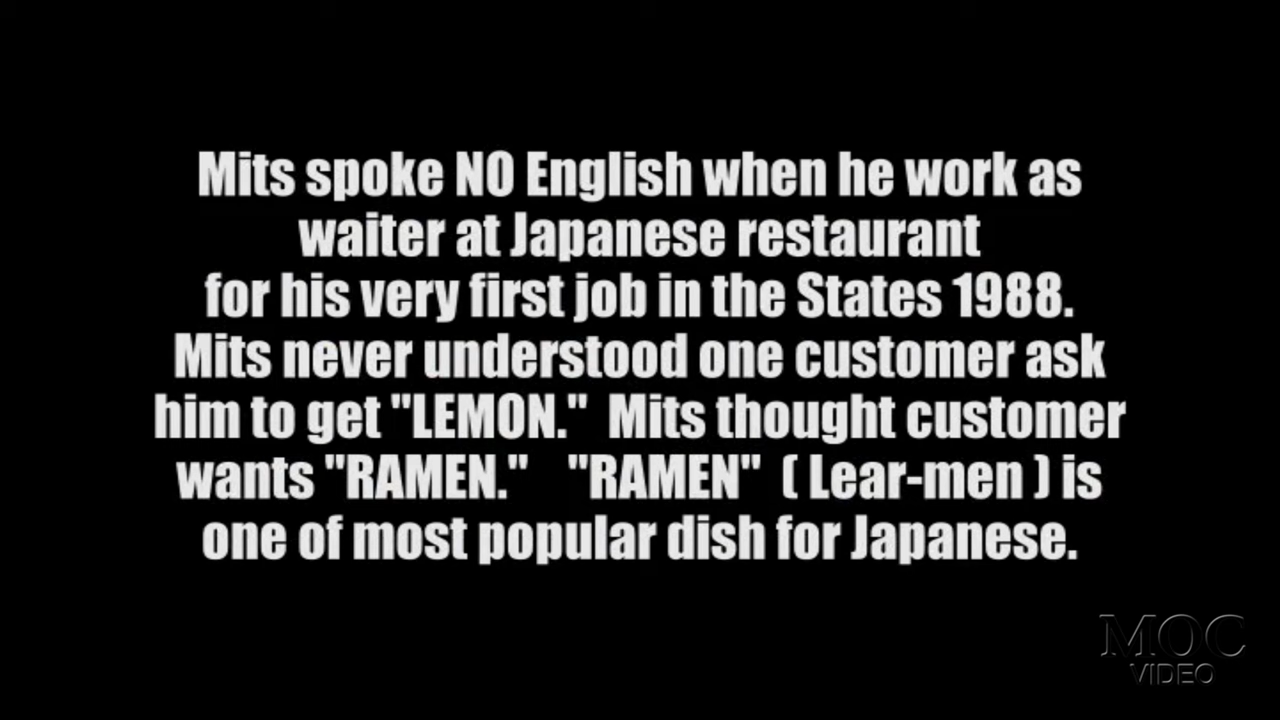 Mits spoke NO English when he work as
waiter at Japanese restaurant
for his very first job in the States 1988.
Mits never understood one customer ask
him to get "LEMON."  Mits thought customer
wants "RAMEN."    "RAMEN"  ( Lear-men ) is
one of most popular dish for Japanese.
MOC
VIDEO